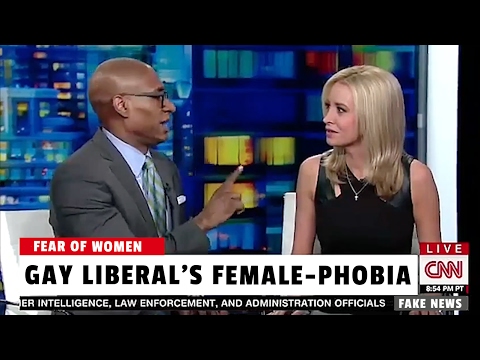 FEAR OF WOMEN
LIVE
GAY LIBERAL'S FEMALE-PHOBIA
CNN
8:54 PM PT
ER INTELLIGENCE, LAW ENFORCEMENT, AND ADMINISTRATION OFFICIALS
FAKE NEWS